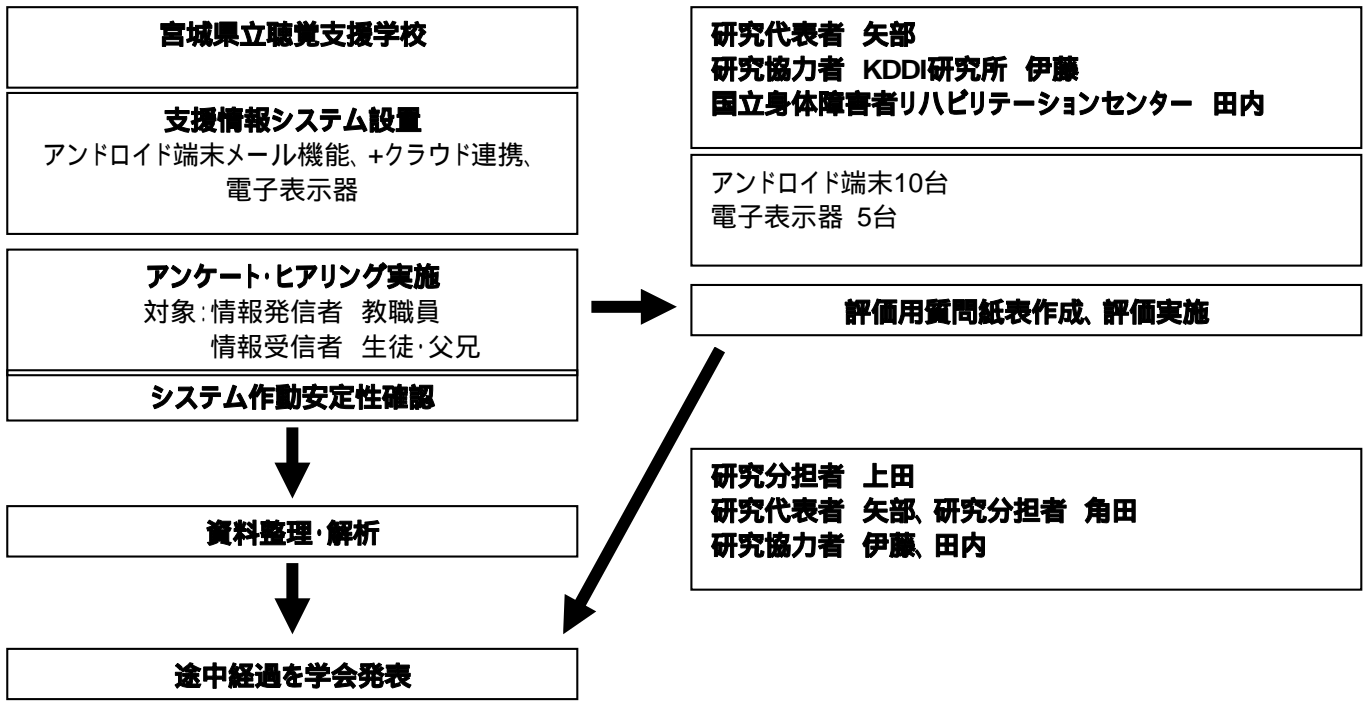 宮城県立聴覚支援学校
支援情報システム設置
アンドロイド端末メール機能、+クラウド連携、
電子表示器
アンケート・ヒアリング実施
対象:情報発信者 教職員
情報受信者 生徒・父兄
システム作動安定性確認
資料整理・解析
途中経過を学会発表
研究代表者 矢部
研究協力者 KDDI研究所 伊藤
国立身体障害者リハビリテーションセンター 田内
アンドロイド端末10台
電子表示器 5台
評価用質問紙表作成、評価実施
研究分担者 上田
研究代表者 矢部、研究分担者 角田
研究協力者 伊藤、田内